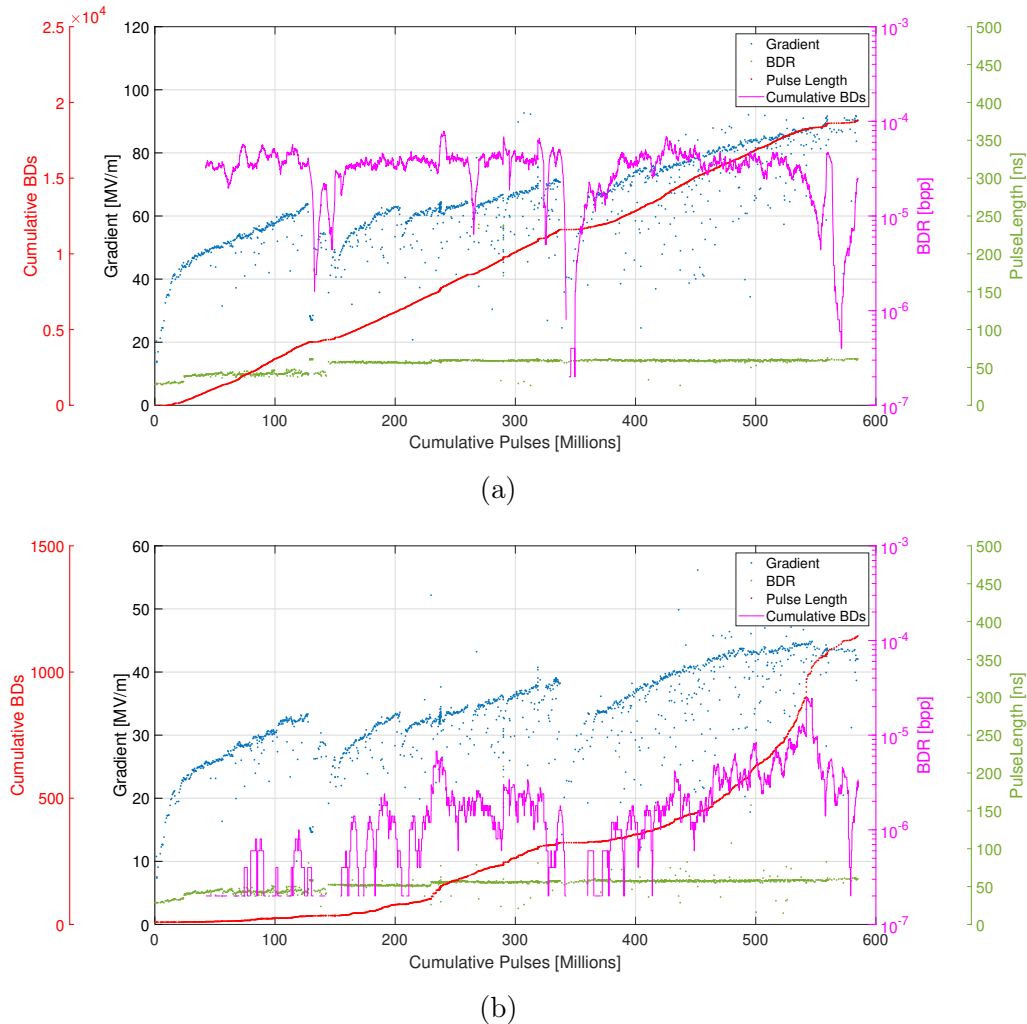 ×10⁴
2.5
2
1.5
1
0.5
0
Cumulative BDs
120
100
80
60
40
20
0
Gradient [MV/m]
0 100 200 300 400 500 600
Cumulative Pulses [Millions]
Gradient
BDR
Pulse Length
Cumulative BDs
10⁻³
10⁻⁴
10⁻⁵
10⁻⁶
10⁻⁷
BDR [bpp]
500
450
400
350
300
250
200
150
100
50
0
PulseLength [ns]
(a)
1500
1000
500
0
Cumulative BDs
60
50
40
30
20
10
0
Gradient [MV/m]
0 100 200 300 400 500 600
Cumulative Pulses [Millions]
Gradient
BDR
Pulse Length
Cumulative BDs
10⁻³
10⁻⁴
10⁻⁵
10⁻⁶
10⁻⁷
BDR [bpp]
500
450
400
350
300
250
200
150
100
50
0
PulseLength [ns]
(b)